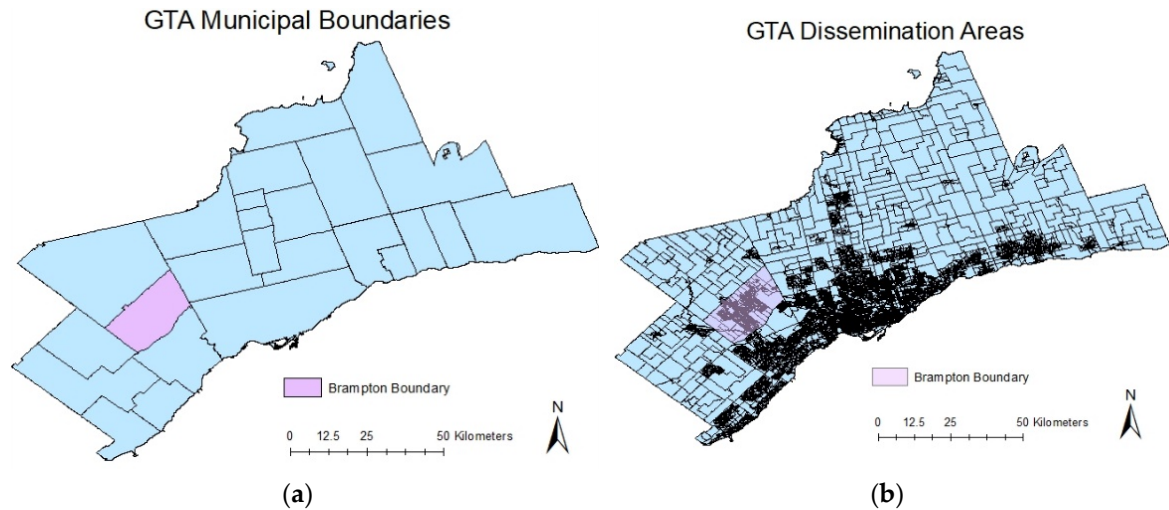 GTA Municipal Boundaries
Brampton Boundary
N
0 12.5 25 50 Kilometers
(a)
GTA Dissemination Areas
Brampton Boundary
N
0 12.5 25 50 Kilometers
(b)